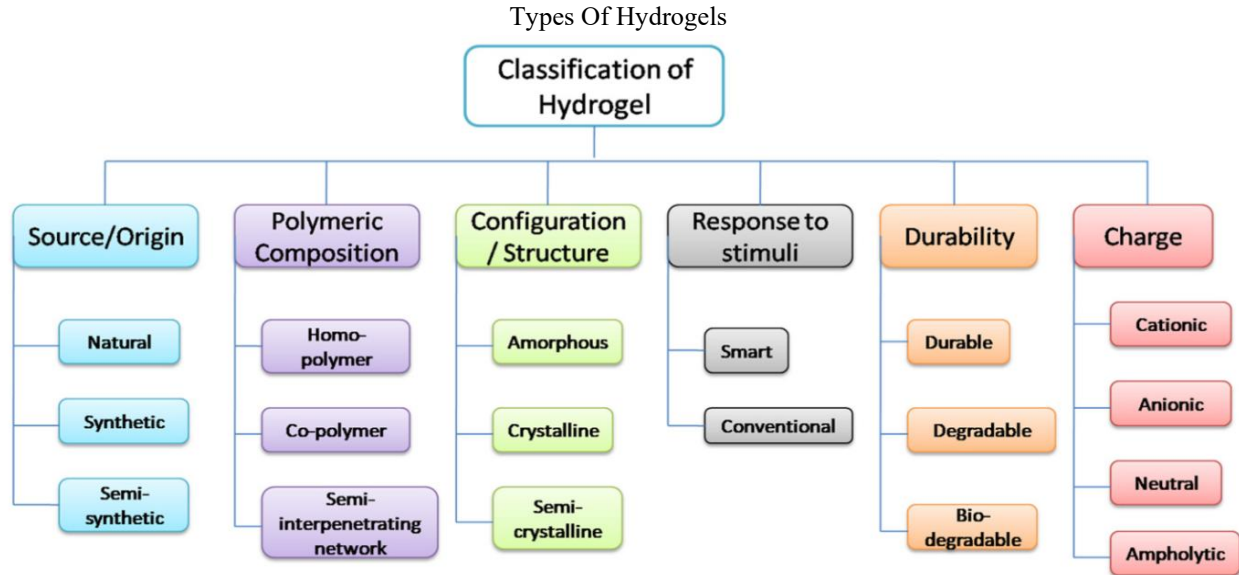 Types Of Hydrogels
Classification of
Hydrogel
Source/Origin
Natural
Synthetic
Semi-
synthetic
Polymeric
Composition
Homo-
polymer
Co-polymer
Semi-
interpenetrating
network
Configuration
/ Structure
Amorphous
Crystalline
Semi-
crystalline
Response to
stimuli
Smart
Conventional
Durability
Durable
Degradable
Bio-
degradable
Charge
Cationic
Anionic
Neutral
Ampholytic